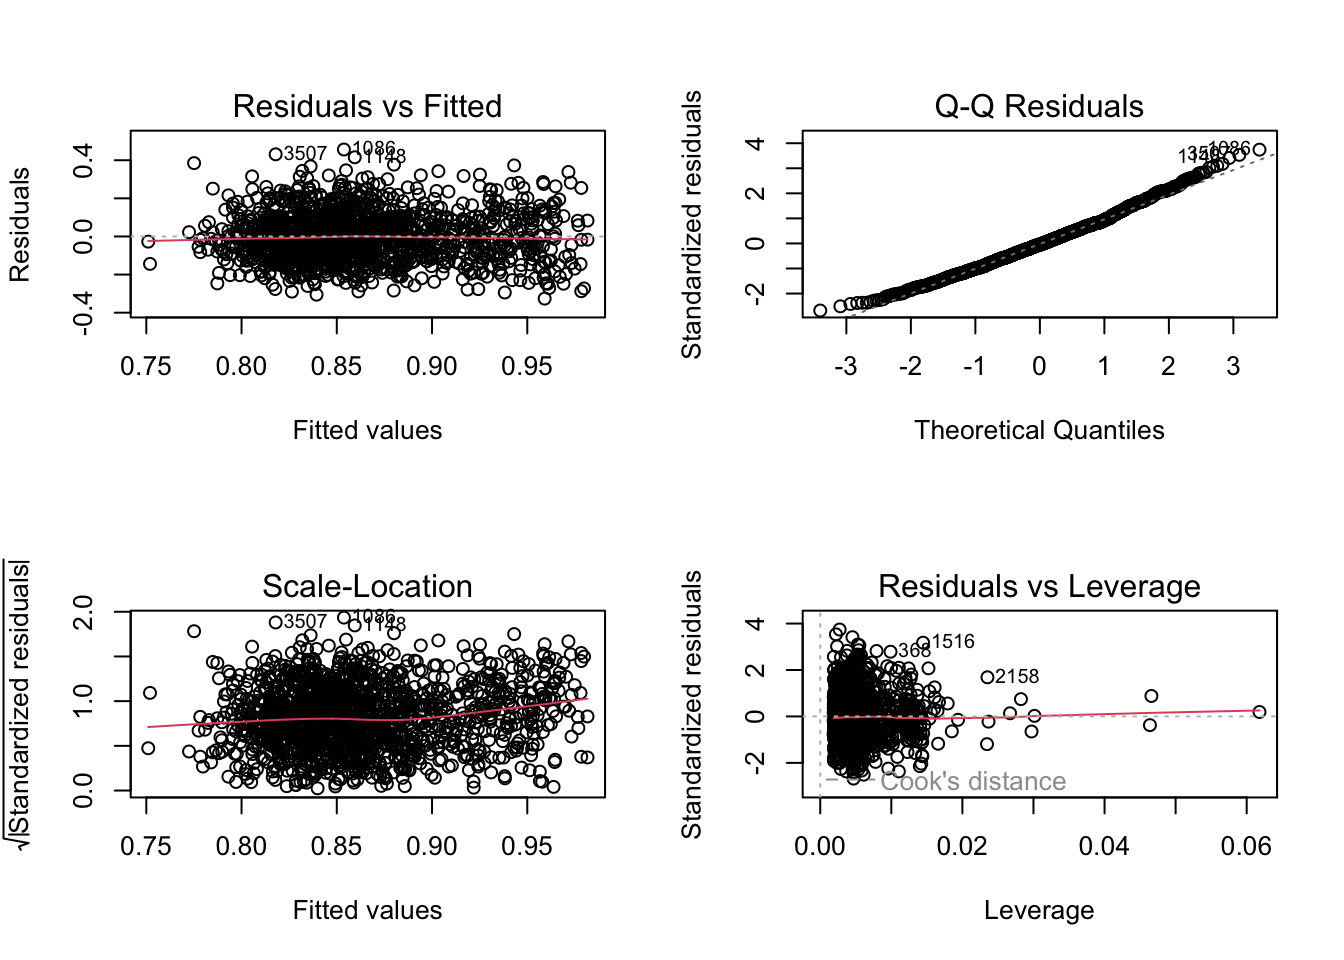 Residuals vs Fitted
Residuals
0.4
0.0
-0.4
3507
1086
1148
0.75 0.80 0.85 0.90 0.95
Fitted values
Q-Q Residuals
Standardized residuals
4
2
0
-2
1148
3507
1086
-3 -2 -1 0 1 2 3
Theoretical Quantiles
Scale-Location
√|Standardized residuals|
2.0
1.0
0.0
3507
1086
1148
0.75 0.80 0.85 0.90 0.95
Fitted values
Residuals vs Leverage
Standardized residuals
4
2
0
-2
1516
368
2158
Cook's distance
0.00 0.02 0.04 0.06
Leverage